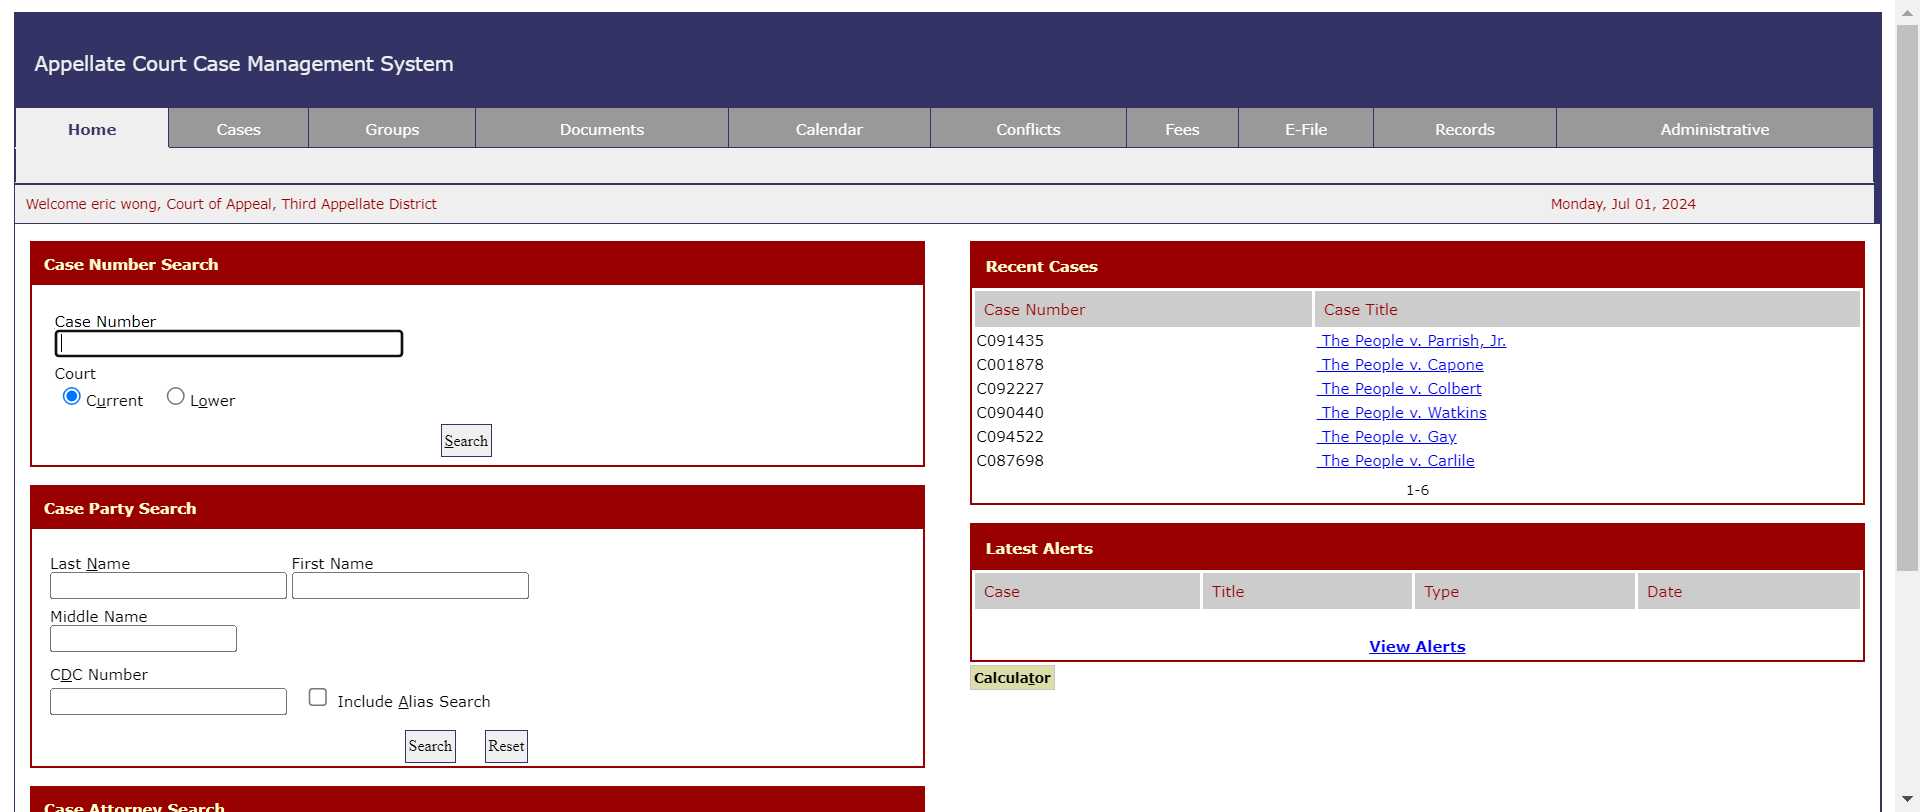 Appellate Court Case Management System
Home Cases Groups Documents Calendar Conflicts Fees E-File Records Administrative
Welcome eric wong, Court of Appeal, Third Appellate District Monday, Jul 01, 2024
Case Number Search
Case Number
Court
Current Lower
Search
Case Party Search
Last Name First Name
Middle Name
CDC Number
Include Alias Search
Search Reset
Case Attorney Search
Recent Cases
Case Number Case Title
C091435 The People v. Parrish, Jr.
C001878 The People v. Capone
C092227 The People v. Colbert
C090440 The People v. Watkins
C094522 The People v. Gay
C087698 The People v. Carlile
1-6
Latest Alerts
Case Title Type Date
View Alerts
Calculator